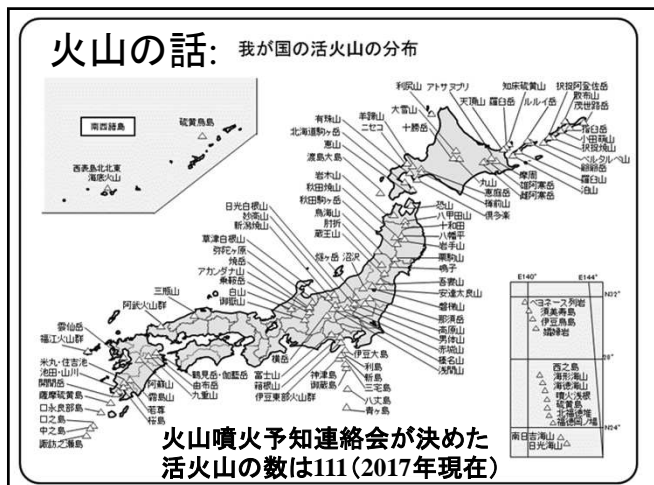 火山の話:
我が国の活火山の分布
南西諸島
硫黄鳥島
西表島北北東
海底火山
利尻山
アトサヌプリ
知床硫黄山
択捉阿登佐岳
大雪山
天頂山
羅臼岳
ルルイ岳
散布山
茂世路岳
有珠山
羊蹄山
ニセコ
十勝岳
指臼岳
小田萌山
択捉焼山
ベルタルベ山
爺爺岳
羅臼山
泊山
北海道駒ヶ岳
恵山
渡島大島
岩木山
秋田焼山
秋田駒ヶ岳
鳥海山
肘折
蔵王山
丸山
摩周
雄阿寒岳
雌阿寒岳
恵庭岳
樽前山
倶多楽
恐山
八甲田山
十和田
八幡平
岩手山
栗駒山
鳴子
日光白根山
妙高山
新潟焼山
燧ヶ岳
沼沢
草津白根山
弥陀ヶ原
焼岳
アカンダナ山
乗鞍岳
白山
御嶽山
吾妻山
安達太良山
磐梯山
那須岳
高原山
男体山
赤城山
榛名山
浅間山
三瓶山
阿武火山群
雲仙岳
福江火山群
米丸・住吉池
池田・山川
開聞岳
薩摩硫黄島
口永良部島
口之島
中之島
諏訪之瀬島
阿蘇山
霧島山
若尊
桜島
鶴見岳・伽藍岳
由布岳
九重山
横岳
富士山
箱根山
伊豆東部火山群
伊豆大島
利島
新島
神津島
三宅島
御蔵島
八丈島
青ヶ島
E140°
E144°
N32°
ベヨネース列岩
須美寿島
伊豆鳥島
孀婦岩
西之島
海形海山
海徳海山
噴火浅根
硫黄島
北福徳堆
福徳岡ノ場
N24°
南日吉海山
日光海山
火山噴火予知連絡会が決めた
活火山の数は111(2017年現在)